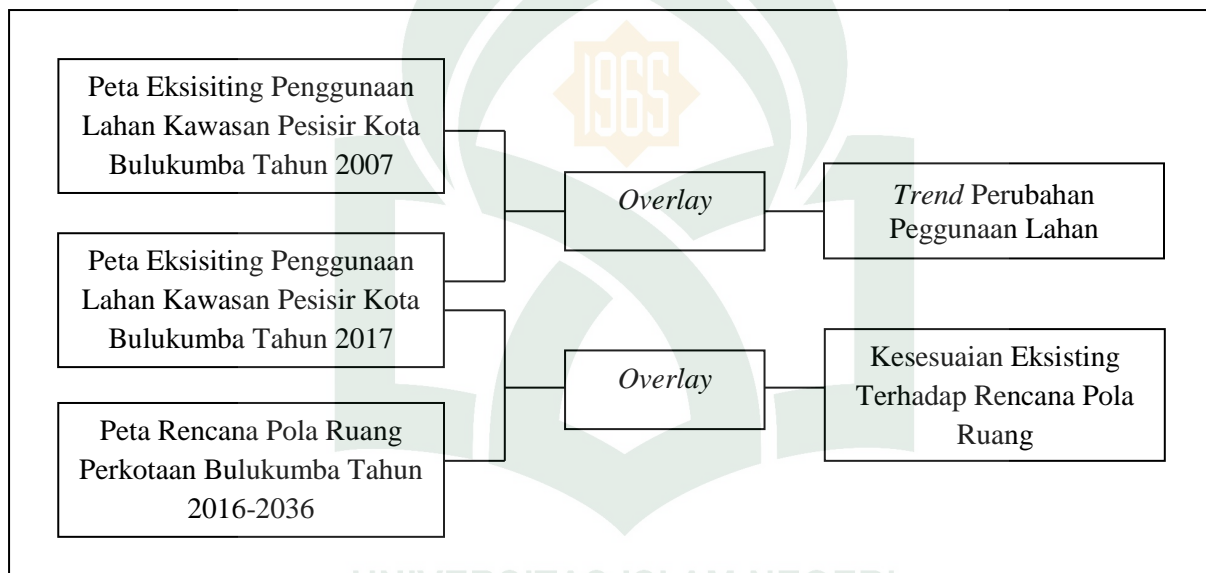 1965
Peta Eksisiting Penggunaan
Lahan Kawasan Pesisir Kota
Bulukumba Tahun 2007
Overlay
Trend Perubahan
Peggunaan Lahan
Peta Eksisiting Penggunaan
Lahan Kawasan Pesisir Kota
Bulukumba Tahun 2017
Overlay
Kesesuaian Eksisting
Terhadap Rencana Pola
Ruang
Peta Rencana Pola Ruang
Perkotaan Bulukumba Tahun
2016-2036